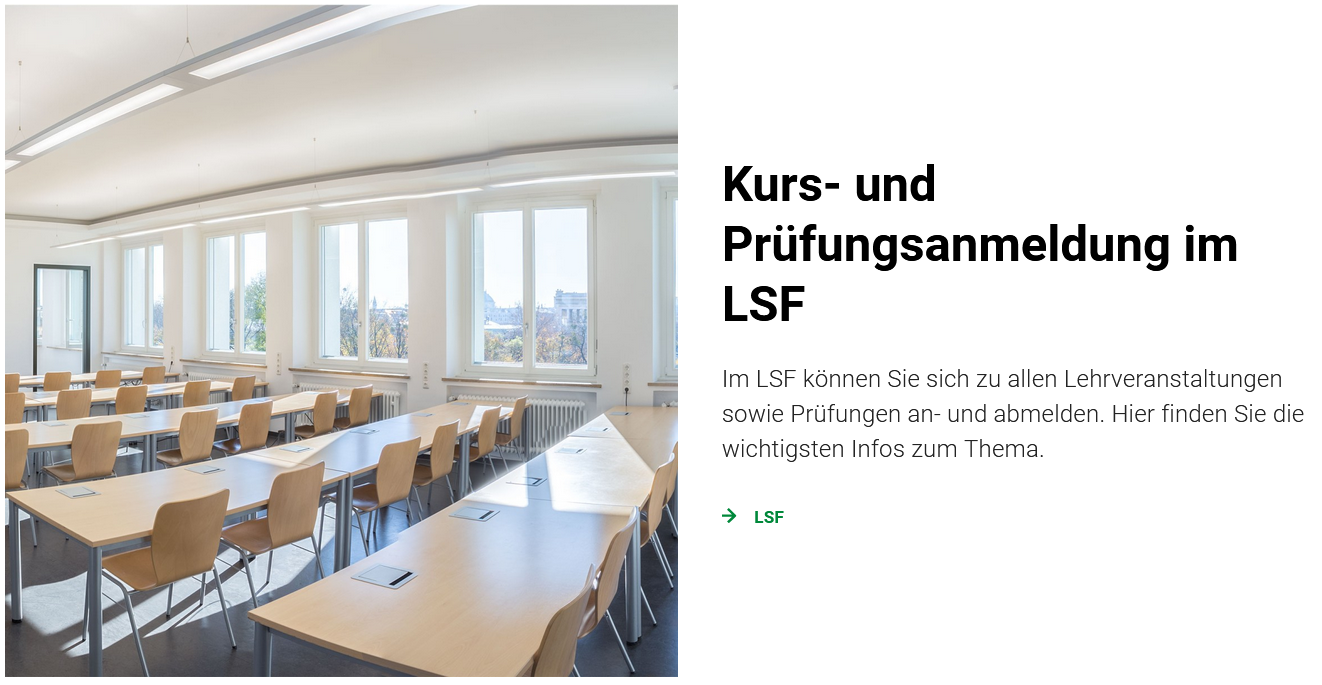 Kurs- und
Prüfungsanmeldung im
LSF
Im LSF können Sie sich zu allen Lehrveranstaltungen
sowie Prüfungen an- und abmelden. Hier finden Sie die
wichtigsten Infos zum Thema.
→ LSF